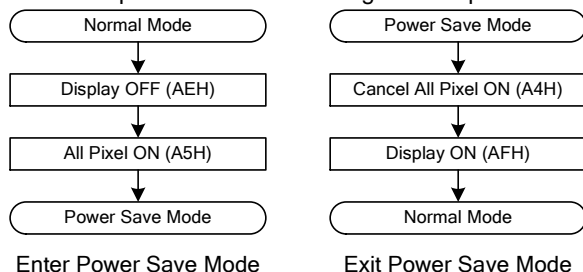 Normal Mode
Display OFF (AEH)
All Pixel ON (A5H)
Power Save Mode
Enter Power Save Mode
Power Save Mode
Cancel All Pixel ON (A4H)
Display ON (AFH)
Normal Mode
Exit Power Save Mode